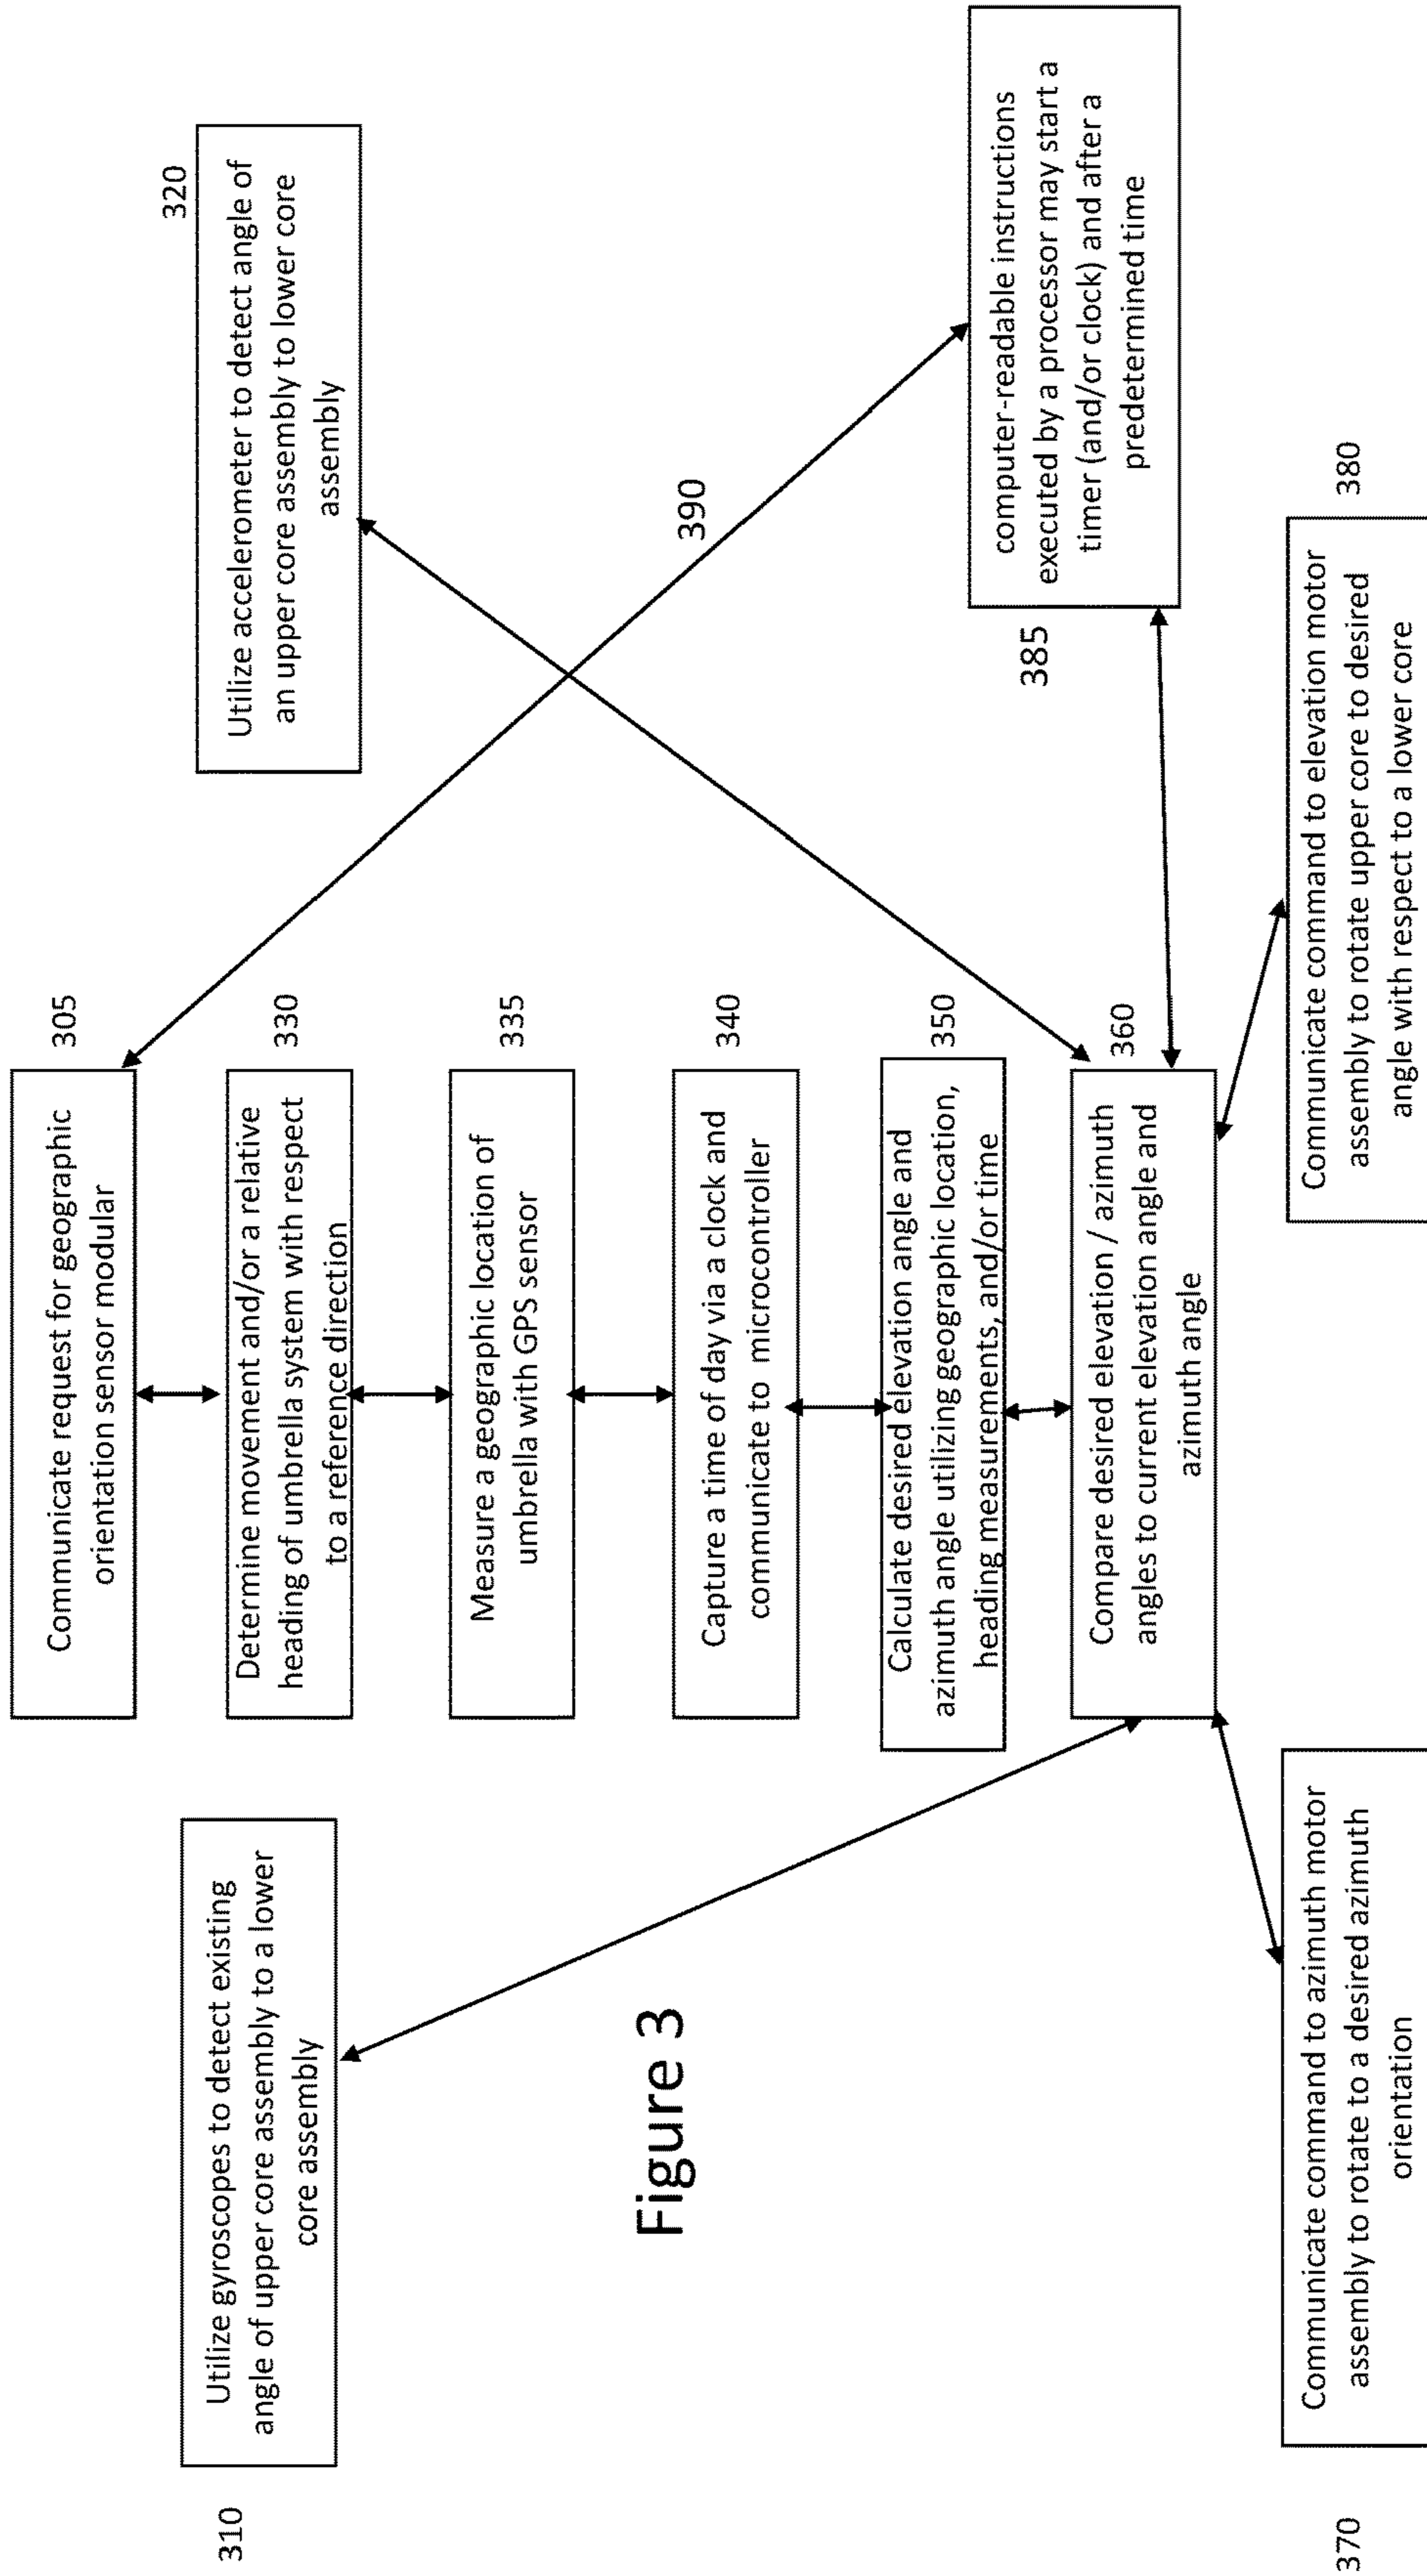 305
Communicate request for geographic
orientation sensor modular
310
Utilize gyroscopes to detect existing
angle of upper core assembly to a lower
core assembly
320
Utilize accelerometer to detect angle of
an upper core assembly to lower core
assembly
330
Determine movement and/or a relative
heading of umbrella system with respect
to a reference direction
335
Measure a geographic location of
umbrella with GPS sensor
390
340
Capture a time of day via a clock and
communicate to microcontroller
350
Calculate desired elevation angle and
azimuth angle utilizing geographic location,
heading measurements, and/or time
360
Compare desired elevation / azimuth
angles to current elevation angle and
azimuth angle
385
computer-readable instructions
executed by a processor may start a
timer (and/or clock) and after a
predetermined time
370
Communicate command to azimuth motor
assembly to rotate to a desired azimuth
orientation
380
Communicate command to elevation motor
assembly to rotate upper core to desired
angle with respect to a lower core
Figure 3